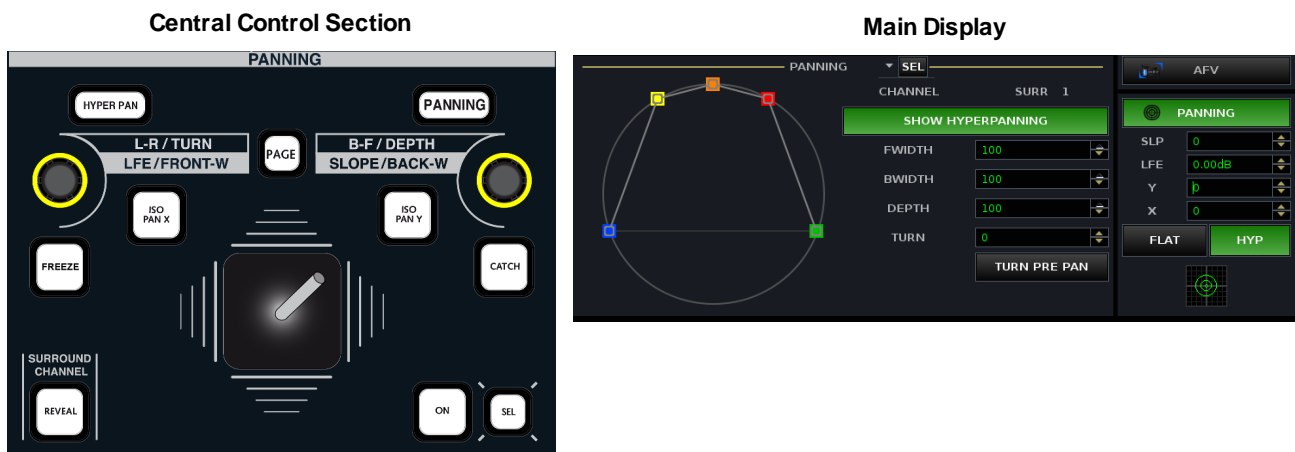 Central Control Section
PANNING
HYPER PAN
PANNING
L-R / TURN
LFE / FRONT-W
PAGE
B-F / DEPTH
SLOPE / BACK-W
ISO
PAN X
ISO
PAN Y
FREEZE
CATCH
SURROUND
CHANNEL
REVEAL
ON
SEL
Main Display
PANNING SEL
CHANNEL SURR 1
SHOW HYPERPANNING
FWIDTH 100
BWIDTH 100
DEPTH 100
TURN 0
TURN PRE PAN
AFV
PANNING
SLP 0
LFE 0.00dB
Y 0
X 0
FLAT HYP